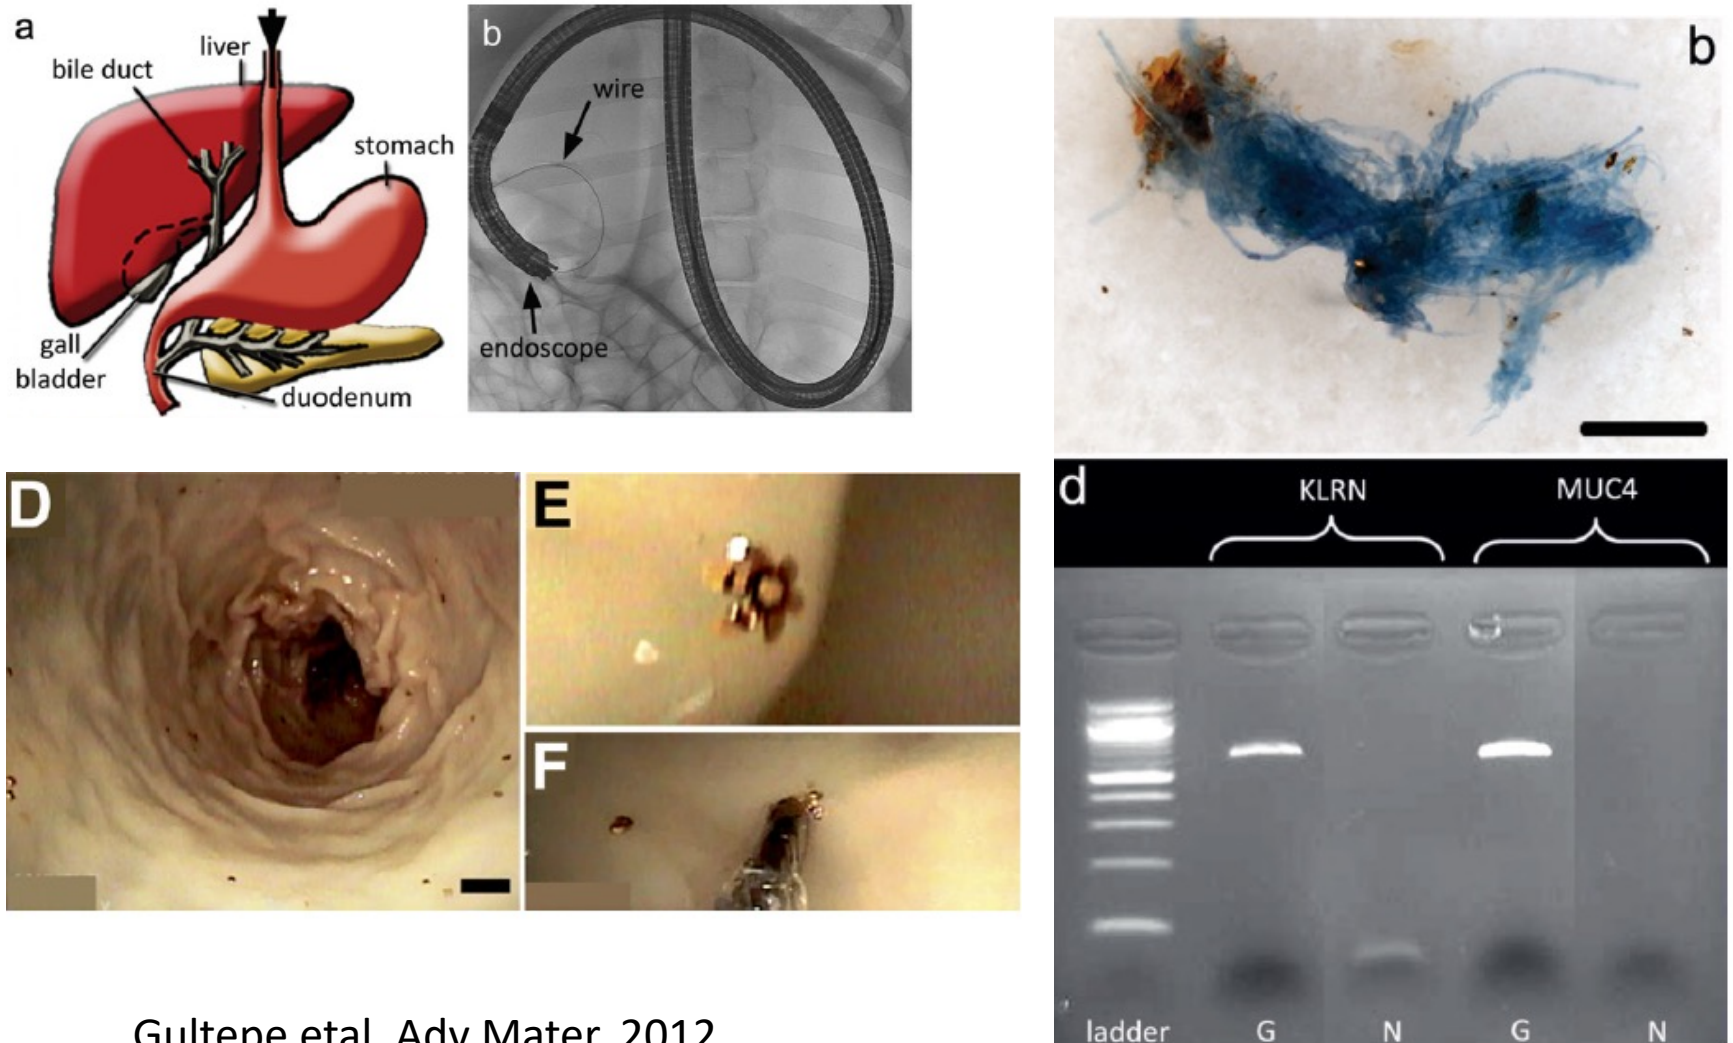 a
liver
bile duct
stomach
gall
bladder
duodenum
b
wire
endoscope
b
D
E
F
d
KLRN
MUC4
ladder
G
N
G
N
Gultepe etal, Adv Mater, 2012